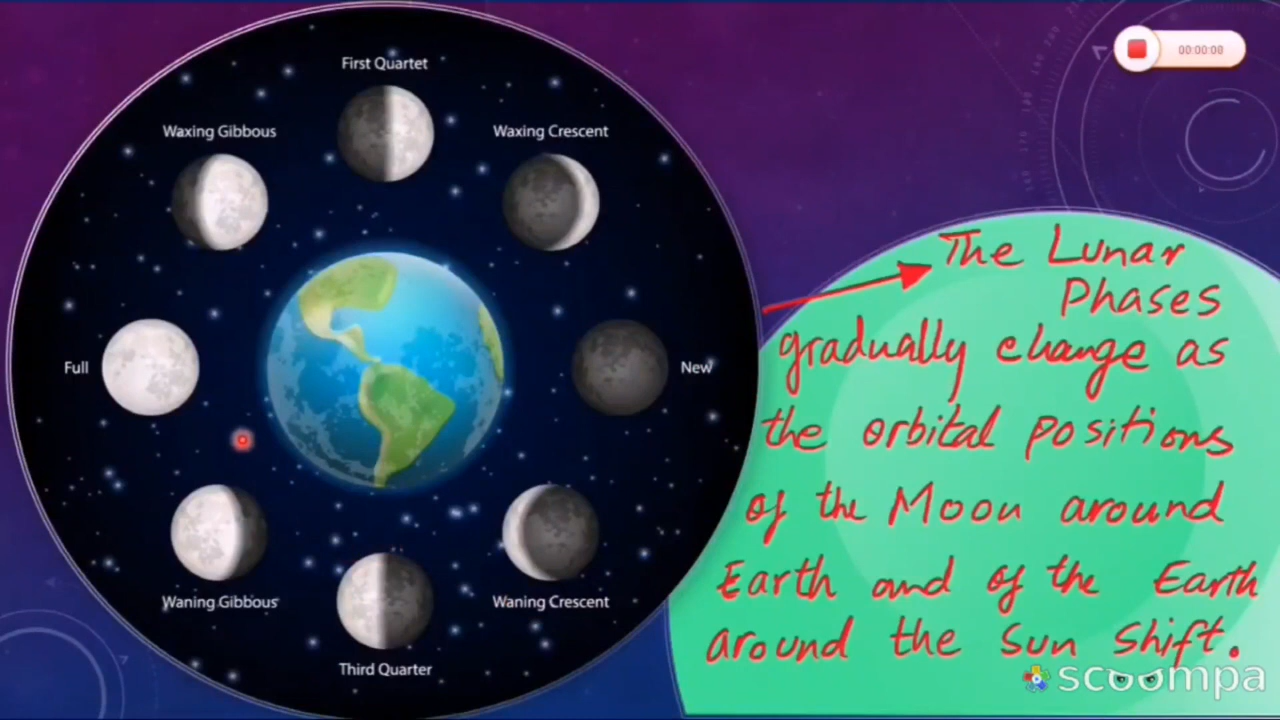 First Quartet
Waxing Gibbous
Waxing Crescent
Full
New
Waning Gibbous
Waning Crescent
Third Quarter
00:00:08
The Lunar
Phases
gradually change as
the orbital positions
of the Moon around
Earth and of the Earth
around the Sun Shift.
scoompa